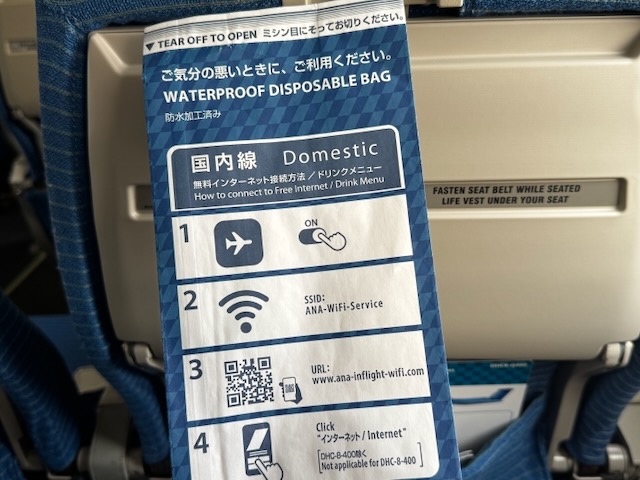 ▼ TEAR OFF TO OPEN ミシン目にそってお切りください。
ご気分の悪いときに、ご利用ください。
WATERPROOF DISPOSABLE BAG
防水加工済み
国内線 Domestic
無料インターネット接続方法／ドリンクメニュー
How to connect to Free Internet / Drink Menu
1
ON
2
SSID:
ANA-WiFi-Service
3
URL:
www.ana-inflight-wifi.com
4
Click
"インターネット / Internet"
DHC-8-400除く
Not applicable for DHC-8-400
FASTEN SEAT BELT WHILE SEATED
LIFE VEST UNDER YOUR SEAT